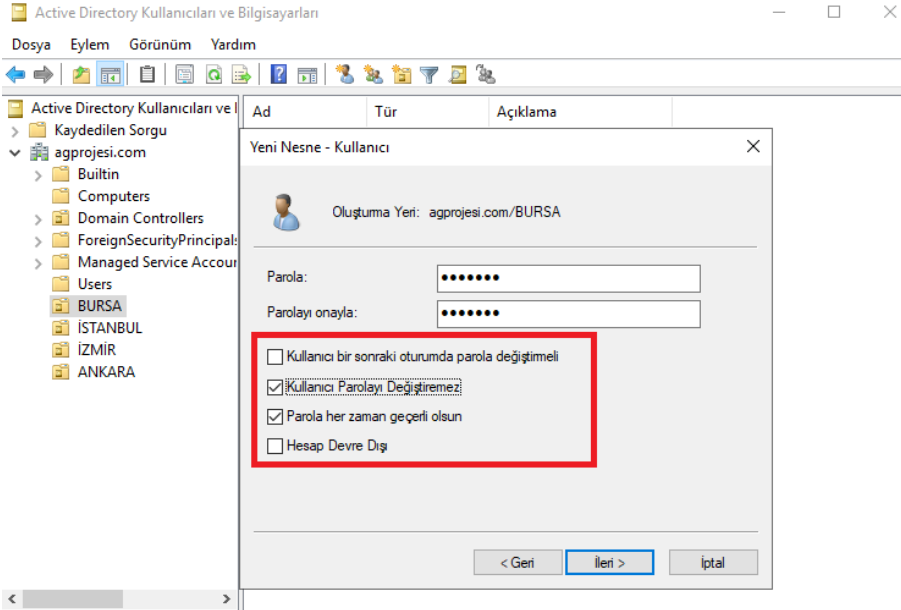 Active Directory Kullanıcıları ve Bilgisayarları
Dosya Eylem Görünüm Yardım
Active Directory Kullanıcıları ve I
Kaydedilen Sorgu
agprojesi.com
Builtin
Computers
Domain Controllers
ForeignSecurityPrincipals
Managed Service Accour
Users
BURSA
İSTANBUL
İZMİR
ANKARA
Ad Tür Açıklama
Yeni Nesne - Kullanıcı
Oluşturma Yeri: agprojesi.com/BURSA
Parola: •••••••
Parolayı onayla: •••••••
Kullanıcı bir sonraki oturumda parola değiştimeli
Kullanıcı Parolayı Değiştiremez
Parola her zaman geçerli olsun
Hesap Devre Dışı
< Geri İleri > İptal